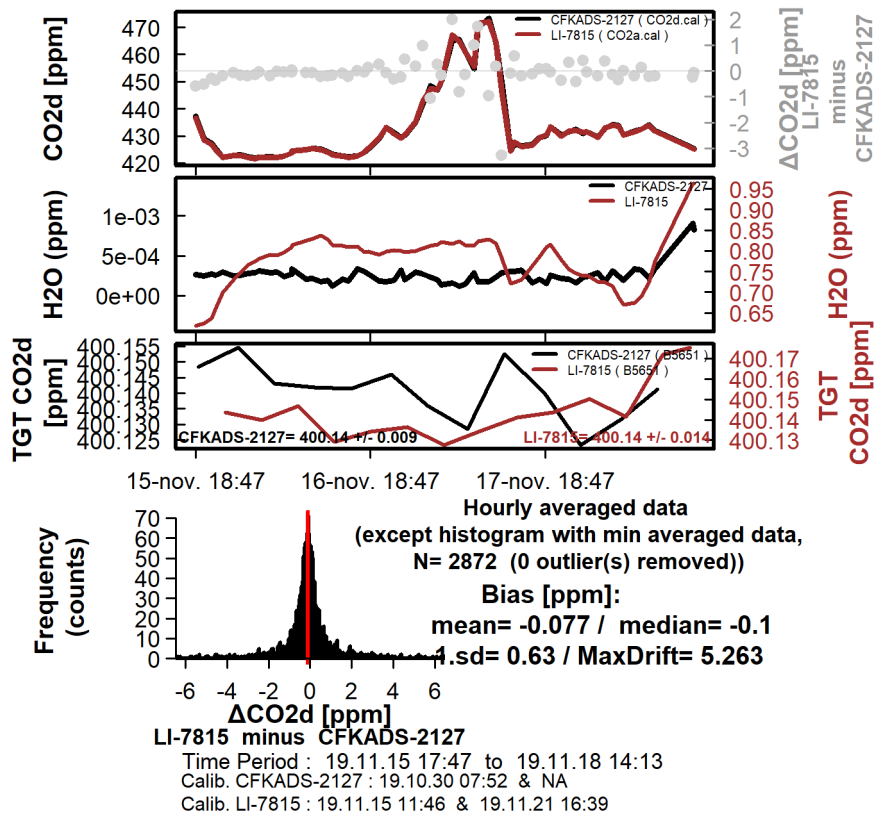 CO2d [ppm]
470
460
450
440
430
420
CFKADS-2127 ( CO2d.cal )
LI-7815 ( CO2a.cal )
2
1
0
-1
-2
-3
ΔCO2d [ppm]
LI-7815
minus
CFKADS-2127
H2O (ppm)
1e-03
5e-04
0e+00
CFKADS-2127
LI-7815
0.95
0.90
0.85
0.80
0.75
0.70
0.65
H2O (ppm)
TGT CO2d
[ppm]
400.155
400.145
400.135
400.125
CFKADS-2127 ( B5651 )
LI-7815 ( B5651 )
CFKADS-2127= 400.14 +/- 0.009
LI-7815= 400.14 +/- 0.014
400.17
400.16
400.15
400.14
400.13
TGT
CO2d [ppm]
15-nov. 18:47
16-nov. 18:47
17-nov. 18:47
Frequency
(counts)
70
60
50
40
30
20
10
0
-6
-4
-2
0
2
4
6
ΔCO2d [ppm]
LI-7815 minus CFKADS-2127
Hourly averaged data
(except histogram with min averaged data,
N= 2872 (0 outlier(s) removed))
Bias [ppm]:
mean= -0.077 / median= -0.1
1.sd= 0.63 / MaxDrift= 5.263
Time Period : 19.11.15 17:47 to 19.11.18 14:13
Calib. CFKADS-2127 : 19.10.30 07:52 & NA
Calib. LI-7815 : 19.11.15 11:46 & 19.11.21 16:39